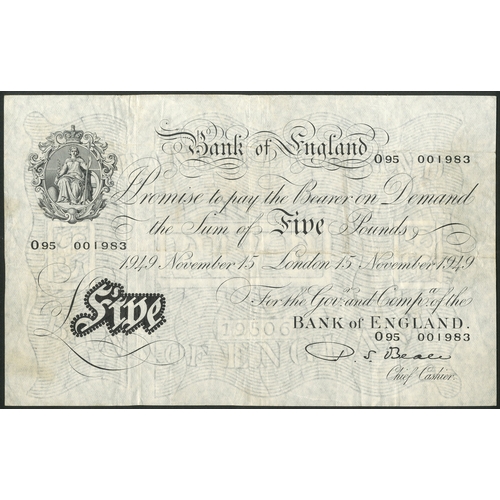 Bank of England
O95 001983
Promise to pay the Bearer on Demand
the Sum of Five Pounds
O95 001983
1949 November 15 London 15 November 1949
For the Gov.r and Comp.a of the
Five
BANK of ENGLAND.
O95 001983
P. S. Beale
Chief Cashier.